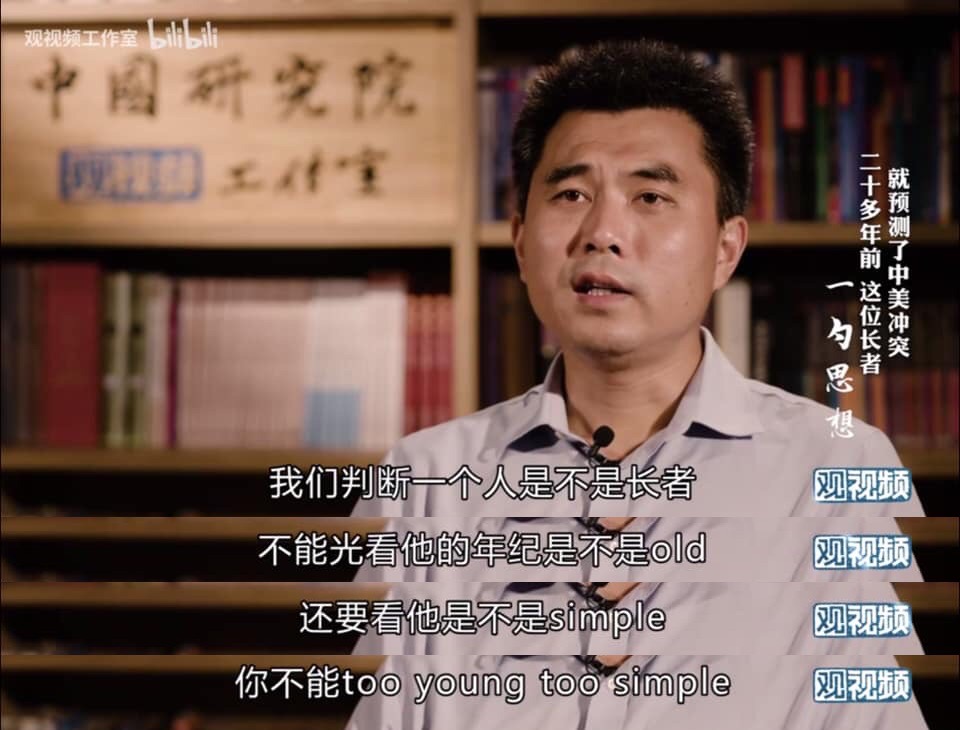 观视频工作室 bilibili
中國研究院
观视频工作室
就预测了中美冲突
二十多年前 这位长者
一勺思想
我们判断一个人是不是长者
观视频
不能光看他的年纪是不是old
观视频
还要看他是不是simple
观视频
你不能too young too simple
观视频